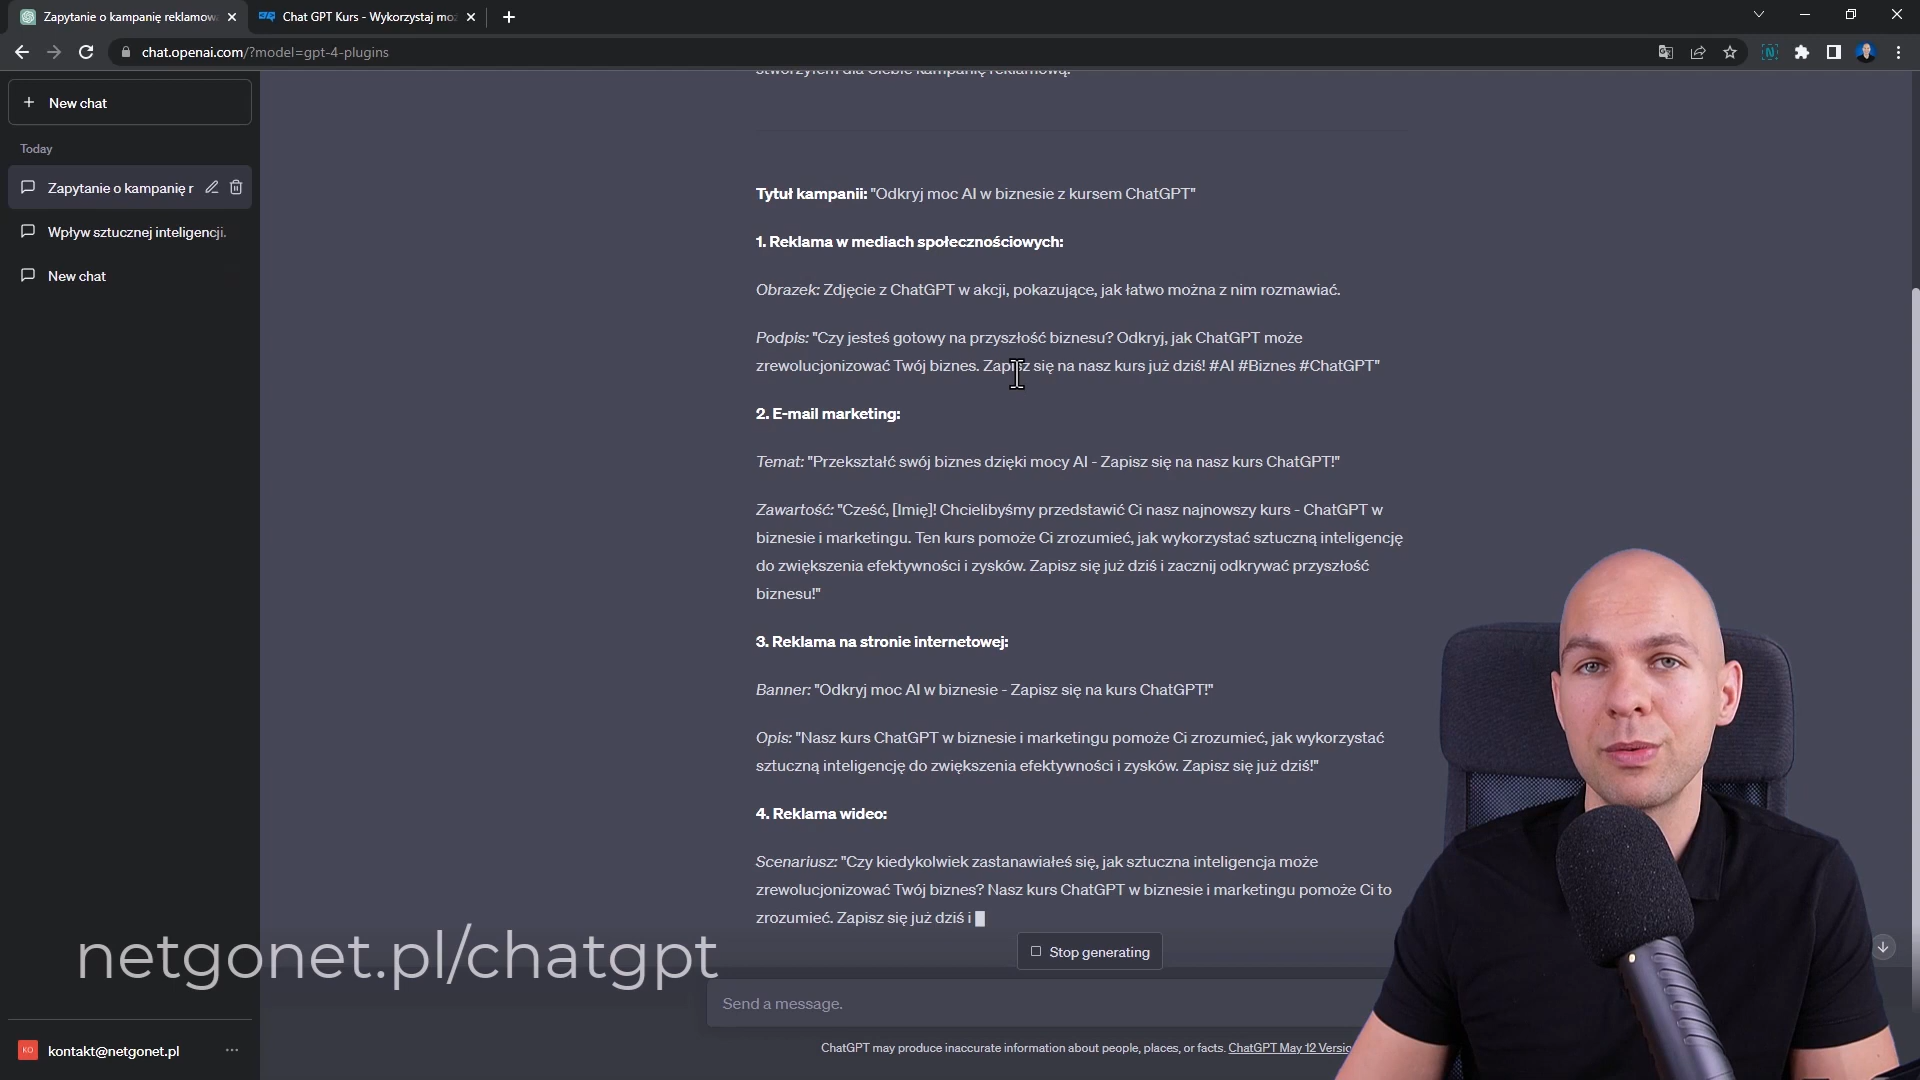 Zapytanie o kampanię reklamow
Chat GPT Kurs - Wykorzystaj mo
chat.openai.com/?model=gpt-4-plugins
New chat
Today
Zapytanie o kampanię r
Wpływ sztucznej inteligencji.
New chat
stworzyłem dla Ciebie kampanię reklamową.
Tytuł kampanii: "Odkryj moc AI w biznesie z kursem ChatGPT"
1. Reklama w mediach społecznościowych:
Obrazek: Zdjęcie z ChatGPT w akcji, pokazujące, jak łatwo można z nim rozmawiać.
Podpis: "Czy jesteś gotowy na przyszłość biznesu? Odkryj, jak ChatGPT może
zrewolucjonizować Twój biznes. Zapisz się na nasz kurs już dziś! #AI #Biznes #ChatGPT"
2. E-mail marketing:
Temat: "Przekształć swój biznes dzięki mocy AI - Zapisz się na nasz kurs ChatGPT!"
Zawartość: "Cześć, [Imię]! Chcielibyśmy przedstawić Ci nasz najnowszy kurs - ChatGPT w
biznesie i marketingu. Ten kurs pomoże Ci zrozumieć, jak wykorzystać sztuczną inteligencję
do zwiększenia efektywności i zysków. Zapisz się już dziś i zacznij odkrywać przyszłość
biznesu!"
3. Reklama na stronie internetowej:
Banner: "Odkryj moc AI w biznesie - Zapisz się na kurs ChatGPT!"
Opis: "Nasz kurs ChatGPT w biznesie i marketingu pomoże Ci zrozumieć, jak wykorzystać
sztuczną inteligencję do zwiększenia efektywności i zysków. Zapisz się już dziś!"
4. Reklama wideo:
Scenariusz: "Czy kiedykolwiek zastanawiałeś się, jak sztuczna inteligencja może
zrewolucjonizować Twój biznes? Nasz kurs ChatGPT w biznesie i marketingu pomoże Ci to
zrozumieć. Zapisz się już dziś i
netgonet.pl/chatgpt
Stop generating
Send a message.
KO
kontakt@netgonet.pl
ChatGPT may produce inaccurate information about people, places, or facts. ChatGPT May 12 Versio